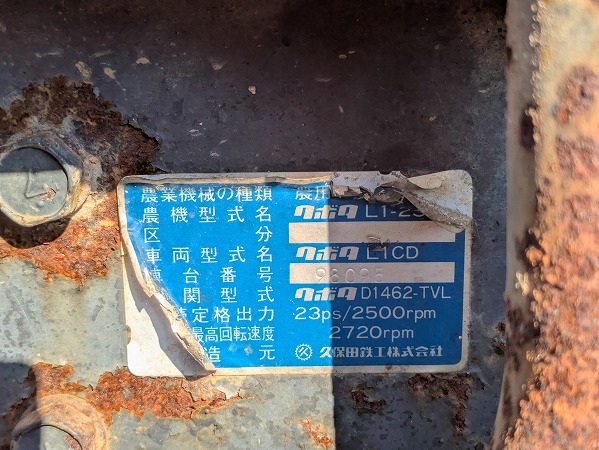 農業機械の種類 農用
農機型式名 クボタ L1-23
区分
車両型式名 クボタ L1CD
台番号
関型式 クボタ D1462-TVL
定格出力 23ps/2500rpm
最高回転速度 2720rpm
造元 久保田鉄工株式会社